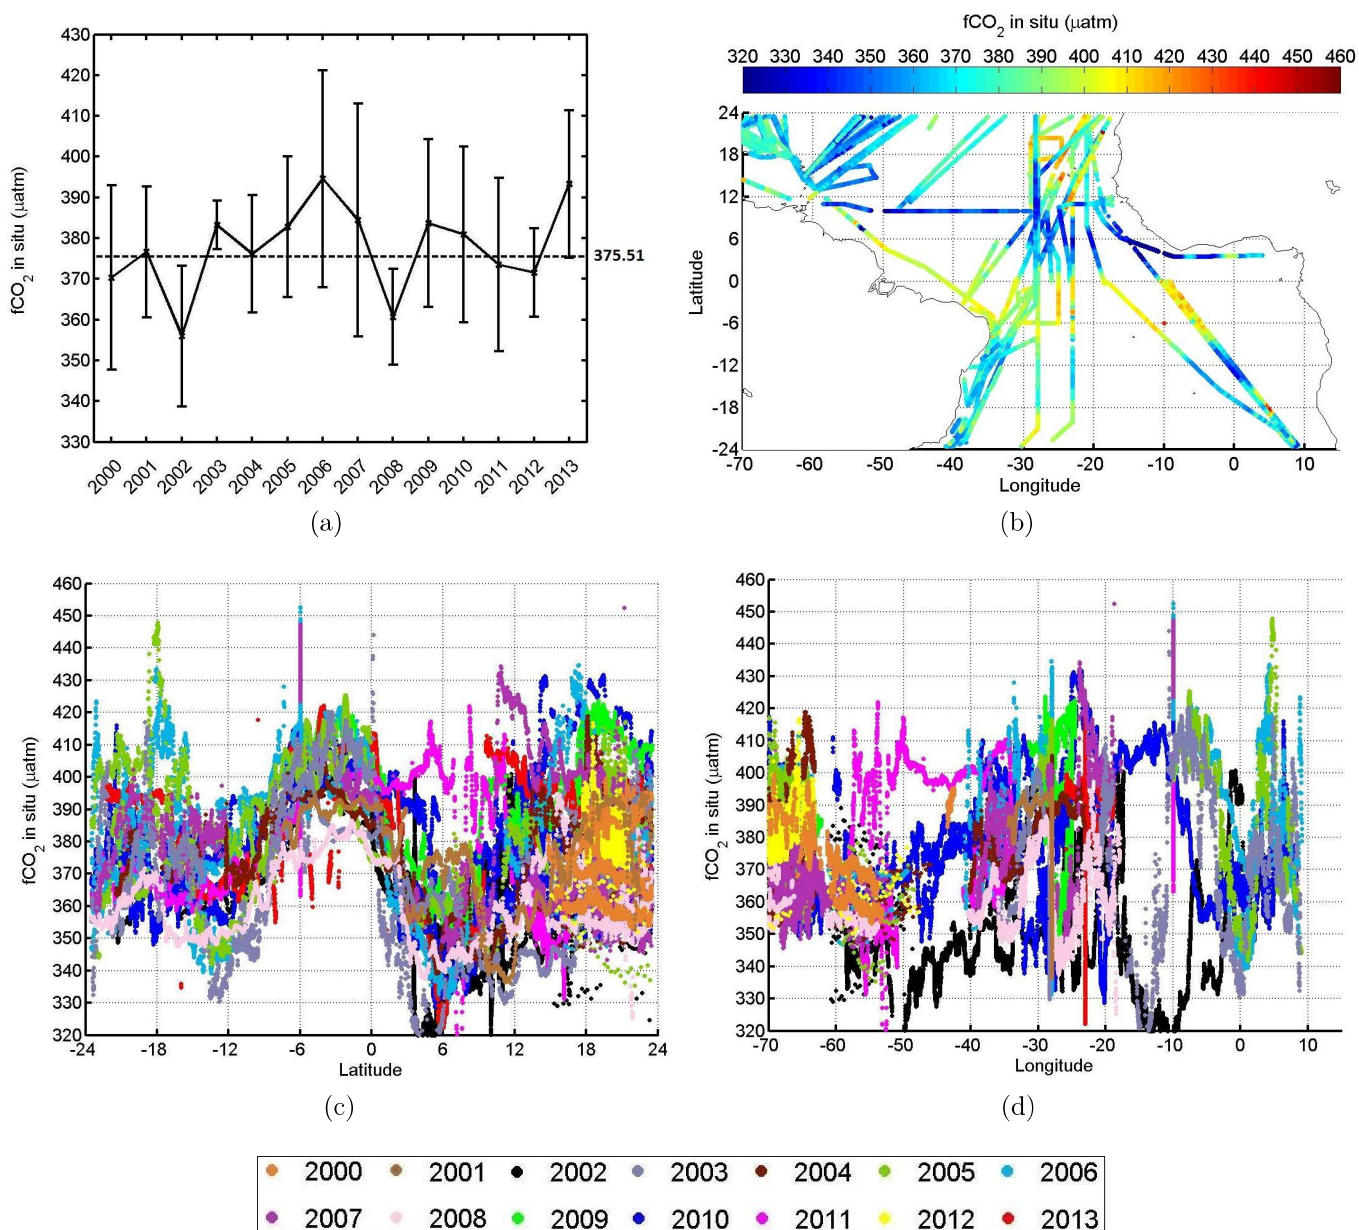 fCO2 in situ (μatm)
430
420
410
400
390
380
370
360
350
340
330
375.51
2000 2001 2002 2003 2004 2005 2006 2007 2008 2009 2010 2011 2012 2013
(a)
fCO2 in situ (μatm)
320 330 340 350 360 370 380 390 400 410 420 430 440 450 460
Latitude
24
18
12
6
0
-6
-12
-18
-24
-70 -60 -50 -40 -30 -20 -10 0 10
Longitude
(b)
fCO2 in situ (μatm)
460
450
440
430
420
410
400
390
380
370
360
350
340
330
320
-24 -18 -12 -6 0 6 12 18 24
Latitude
(c)
fCO2 in situ (μatm)
460
450
440
430
420
410
400
390
380
370
360
350
340
330
320
-70 -60 -50 -40 -30 -20 -10 0 10
Longitude
(d)
2000 2001 2002 2003 2004 2005 2006
2007 2008 2009 2010 2011 2012 2013